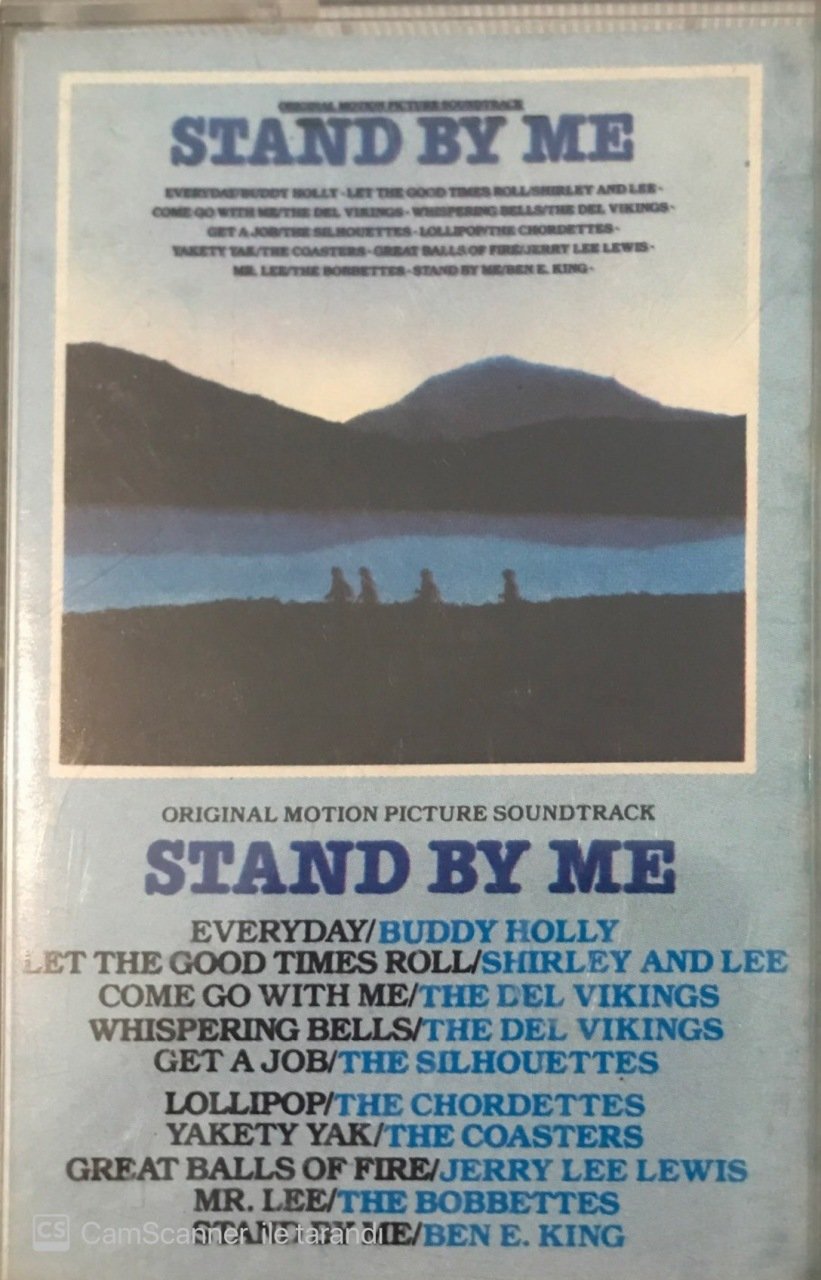 ORIGINAL MOTION PICTURE SOUNDTRACK
STAND BY ME
EVERYDAY/BUDDY HOLLY · LET THE GOOD TIMES ROLL/SHIRLEY AND LEE ·
COME GO WITH ME/THE DEL VIKINGS · WHISPERING BELLS/THE DEL VIKINGS ·
GET A JOB/THE SILHOUETTES · LOLLIPOP/THE CHORDETTES ·
YAKETY YAK/THE COASTERS · GREAT BALLS OF FIRE/JERRY LEE LEWIS ·
MR. LEE/THE BOBBETTES · STAND BY ME/BEN E. KING ·
ORIGINAL MOTION PICTURE SOUNDTRACK
STAND BY ME
EVERYDAY/BUDDY HOLLY
LET THE GOOD TIMES ROLL/SHIRLEY AND LEE
COME GO WITH ME/THE DEL VIKINGS
WHISPERING BELLS/THE DEL VIKINGS
GET A JOB/THE SILHOUETTES
LOLLIPOP/THE CHORDETTES
YAKETY YAK/THE COASTERS
GREAT BALLS OF FIRE/JERRY LEE LEWIS
MR. LEE/THE BOBBETTES
STAND BY ME/BEN E. KING
CS CamScanner ile tarandı